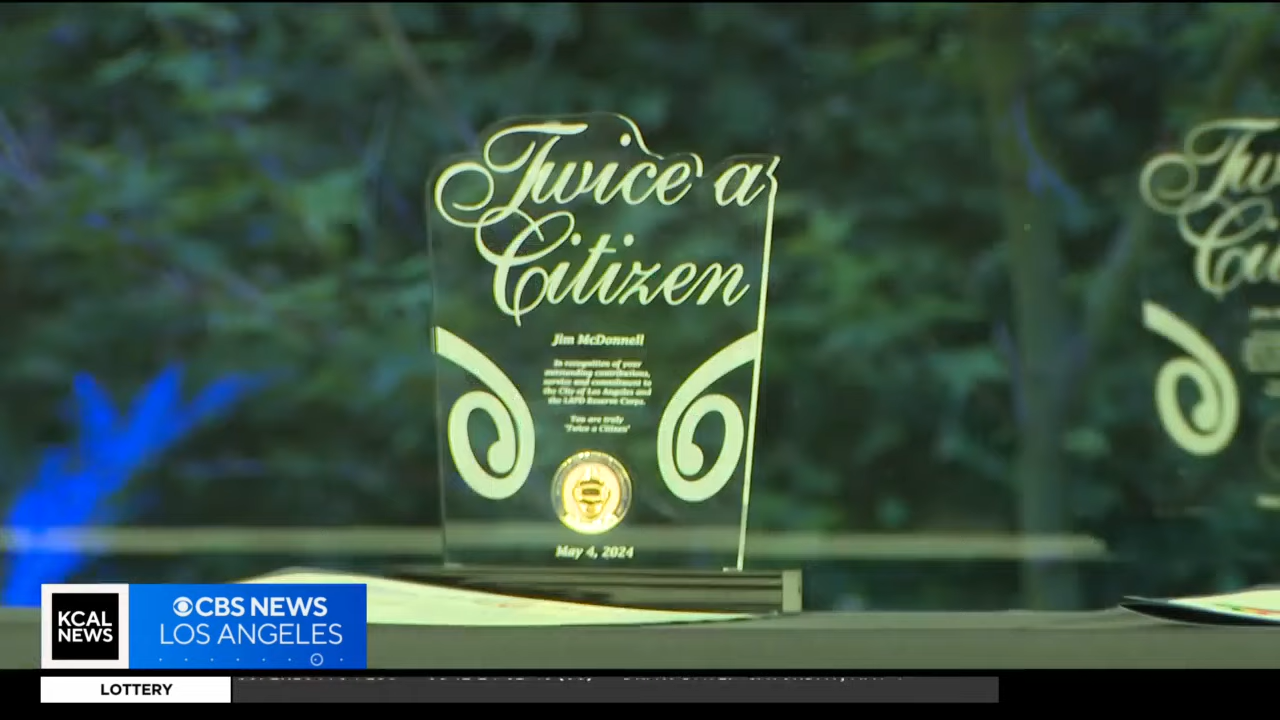 Twice a
Citizen
Jim McDonnell
In recognition of your
outstanding contributions,
service and commitment to
the City of Los Angeles and
the LAPD Reserve Corps.
You are truly
"Twice a Citizen"
May 4, 2024
KCAL
NEWS
CBS NEWS
LOS ANGELES
LOTTERY